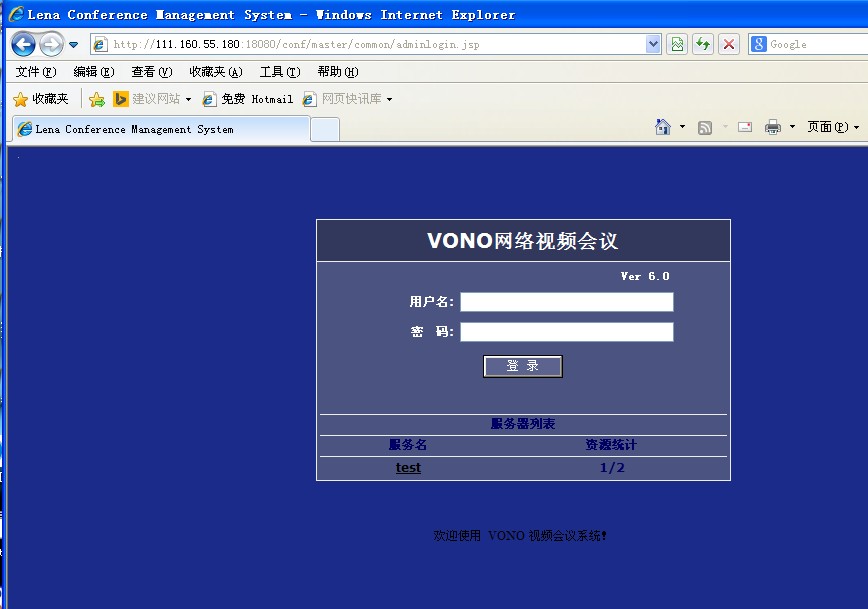 Lena Conference Management System - Windows Internet Explorer
http://111.160.55.180:18080/conf/master/common/adminlogin.jsp
Google
文件(F) 编辑(E) 查看(V) 收藏夹(A) 工具(T) 帮助(H)
收藏夹 建议网站 免费 Hotmail 网页快讯库
Lena Conference Management System 页面(P)
VONO网络视频会议
Ver 6.0
用户名:
密 码:
登 录
服务器列表
服务名 资源统计
test 1/2
欢迎使用 VONO 视频会议系统!